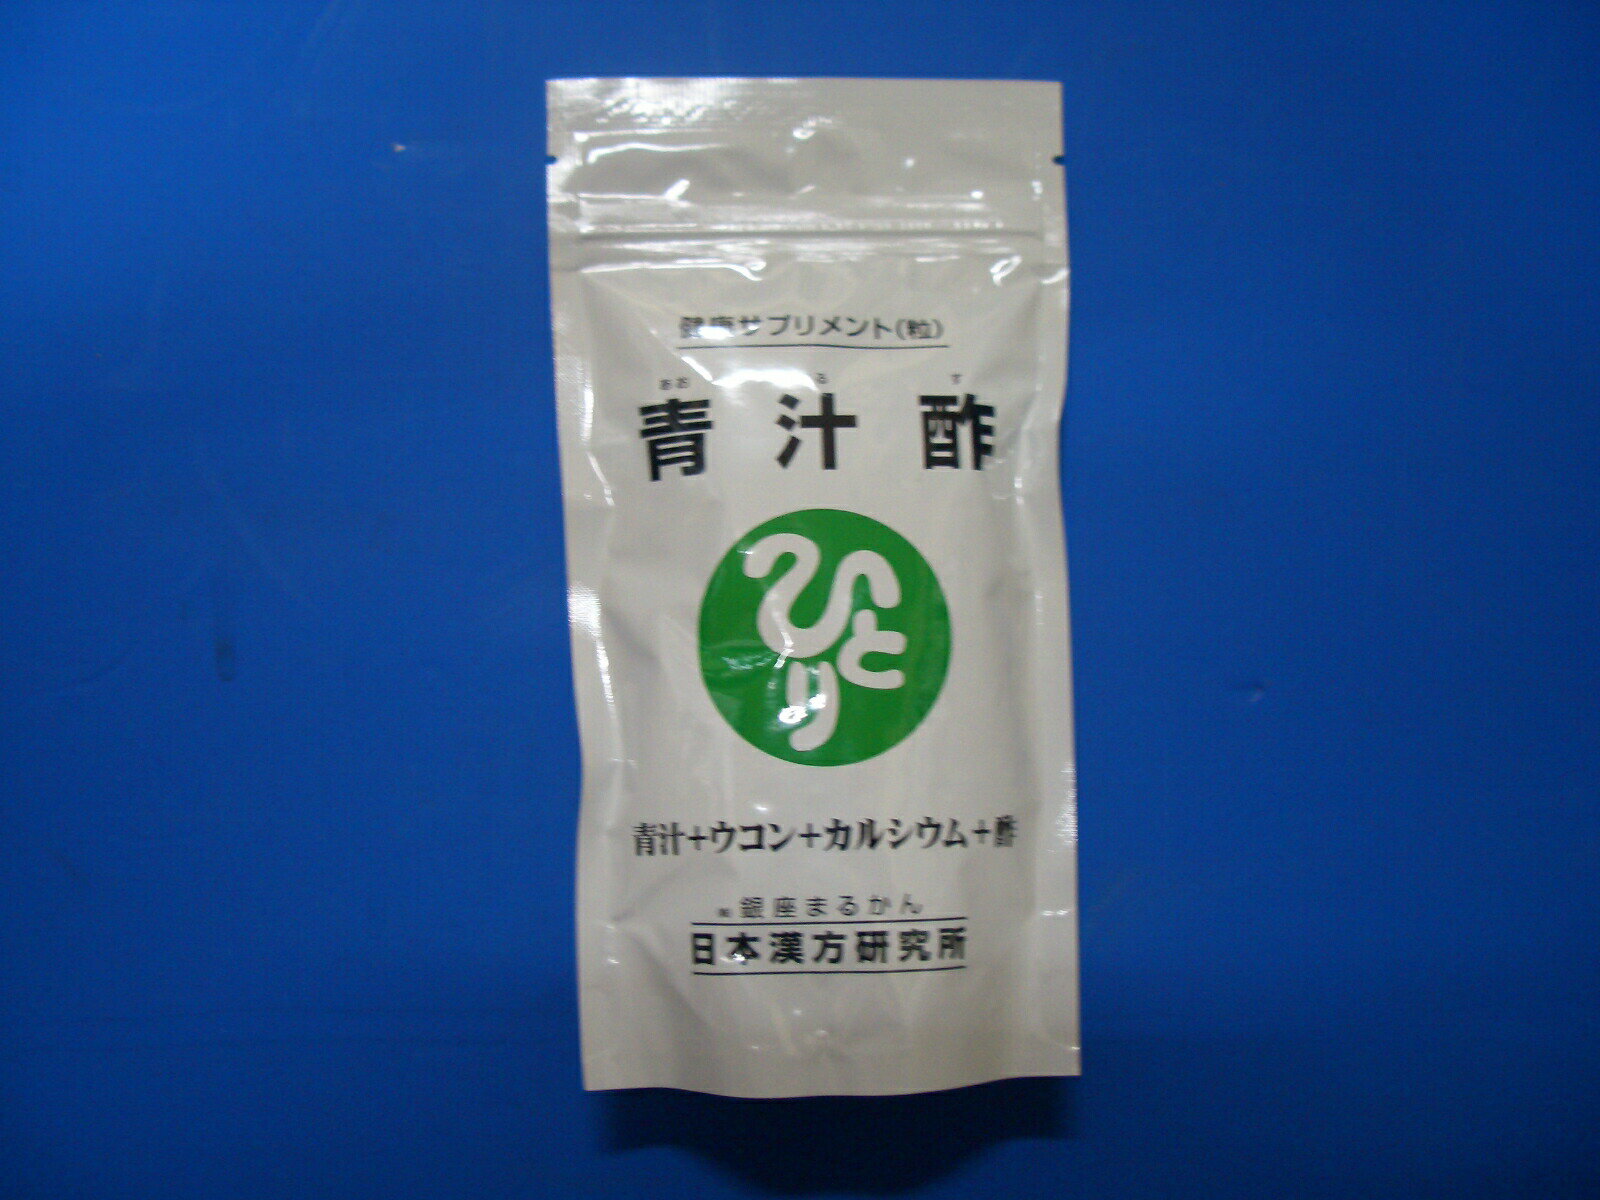 健康サプリメント(粒)
あお る す
青汁酢
ひとり
青汁+ウコン+カルシウム+酢
㈱銀座まるかん
日本漢方研究所